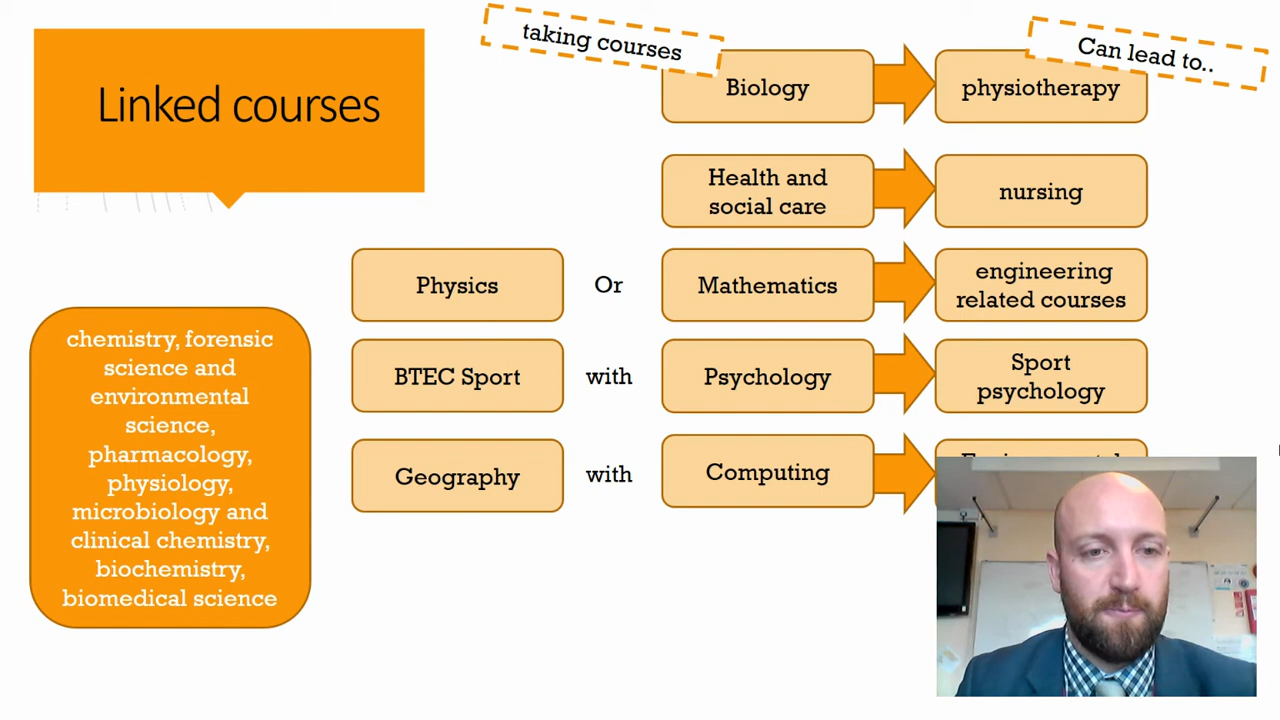 Linked courses
taking courses
Can lead to..
Biology
physiotherapy
Health and
social care
nursing
Physics
Or
Mathematics
engineering
related courses
BTEC Sport
with
Psychology
Sport
psychology
Geography
with
Computing
chemistry, forensic
science and
environmental
science,
pharmacology,
physiology,
microbiology and
clinical chemistry,
biochemistry,
biomedical science